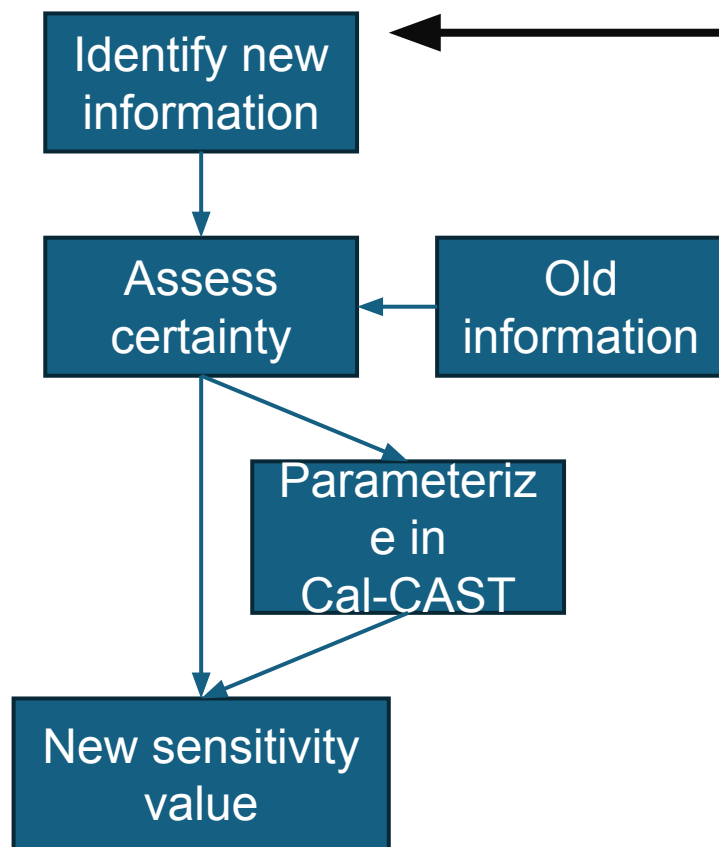 Identify new
information
Assess
certainty
Old
information
Parameteriz
e in
Cal-CAST
New sensitivity
value